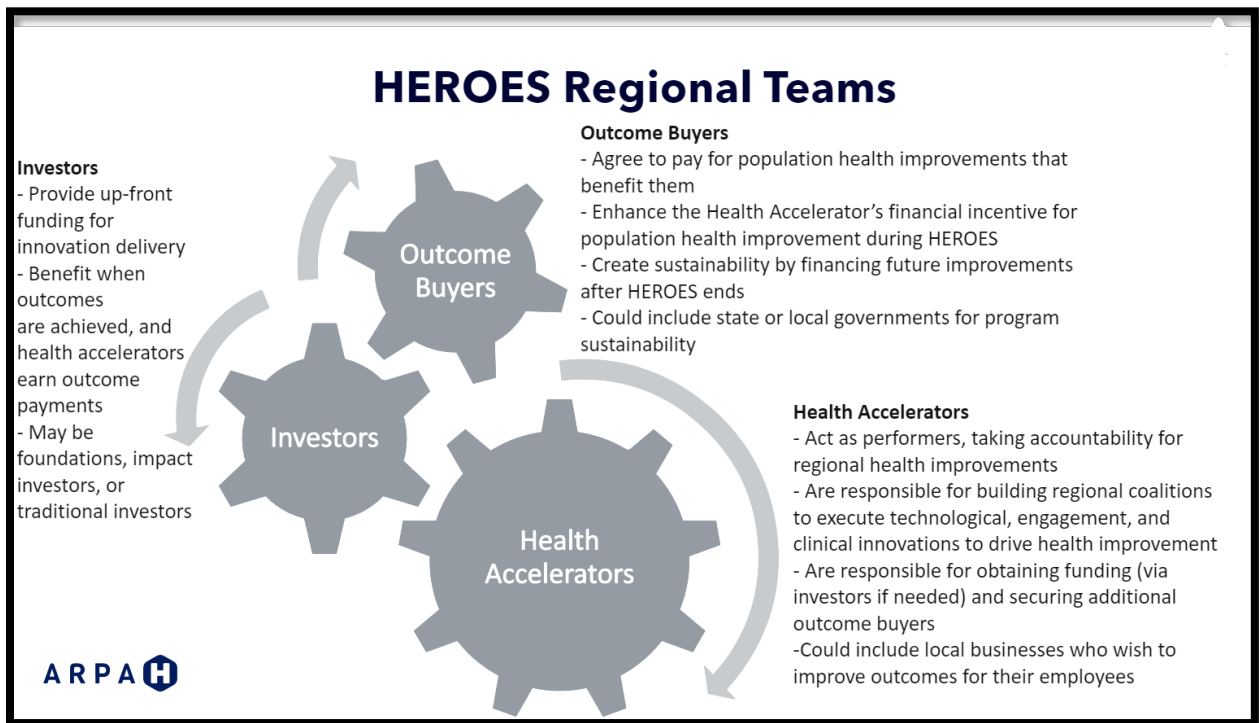 HEROES Regional Teams
Investors
- Provide up-front
funding for
innovation delivery
- Benefit when
outcomes
are achieved, and
health accelerators
earn outcome
payments
- May be
foundations, impact
investors, or
traditional investors
Outcome
Buyers
Investors
Health
Accelerators
Outcome Buyers
- Agree to pay for population health improvements that
benefit them
- Enhance the Health Accelerator’s financial incentive for
population health improvement during HEROES
- Create sustainability by financing future improvements
after HEROES ends
- Could include state or local governments for program
sustainability
Health Accelerators
- Act as performers, taking accountability for
regional health improvements
- Are responsible for building regional coalitions
to execute technological, engagement, and
clinical innovations to drive health improvement
- Are responsible for obtaining funding (via
investors if needed) and securing additional
outcome buyers
-Could include local businesses who wish to
improve outcomes for their employees
ARPA H